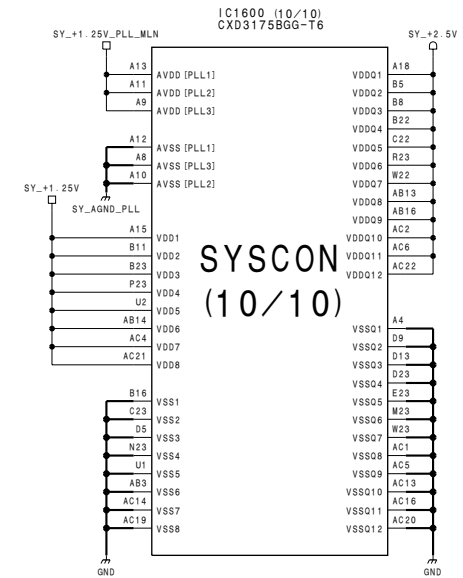 IC1600 (10/10)
CXD3175BGG-T6
SY_+1.25V_PLL_MLN
SY_+2.5V
A13 AVDD [PLL1]
A11 AVDD [PLL2]
A9 AVDD [PLL3]
A12 AVSS [PLL1]
A8 AVSS [PLL3]
A10 AVSS [PLL2]
SY_AGND_PLL
SY_+1.25V
A15 VDD1
B11 VDD2
B23 VDD3
P23 VDD4
U2 VDD5
AB14 VDD6
AC4 VDD7
AC21 VDD8
B16 VSS1
C23 VSS2
D5 VSS3
N23 VSS4
U1 VSS5
AB3 VSS6
AC14 VSS7
AC19 VSS8
GND
SYSCON
(10/10)
VDDQ1 A18
VDDQ2 B5
VDDQ3 B8
VDDQ4 B22
VDDQ5 C22
VDDQ6 R23
VDDQ7 W22
VDDQ8 AB13
VDDQ9 AB16
VDDQ10 AC2
VDDQ11 AC6
VDDQ12 AC22
VSSQ1 A4
VSSQ2 D9
VSSQ3 D13
VSSQ4 D23
VSSQ5 E23
VSSQ6 M23
VSSQ7 W23
VSSQ8 AC1
VSSQ9 AC5
VSSQ10 AC13
VSSQ11 AC16
VSSQ12 AC20
GND